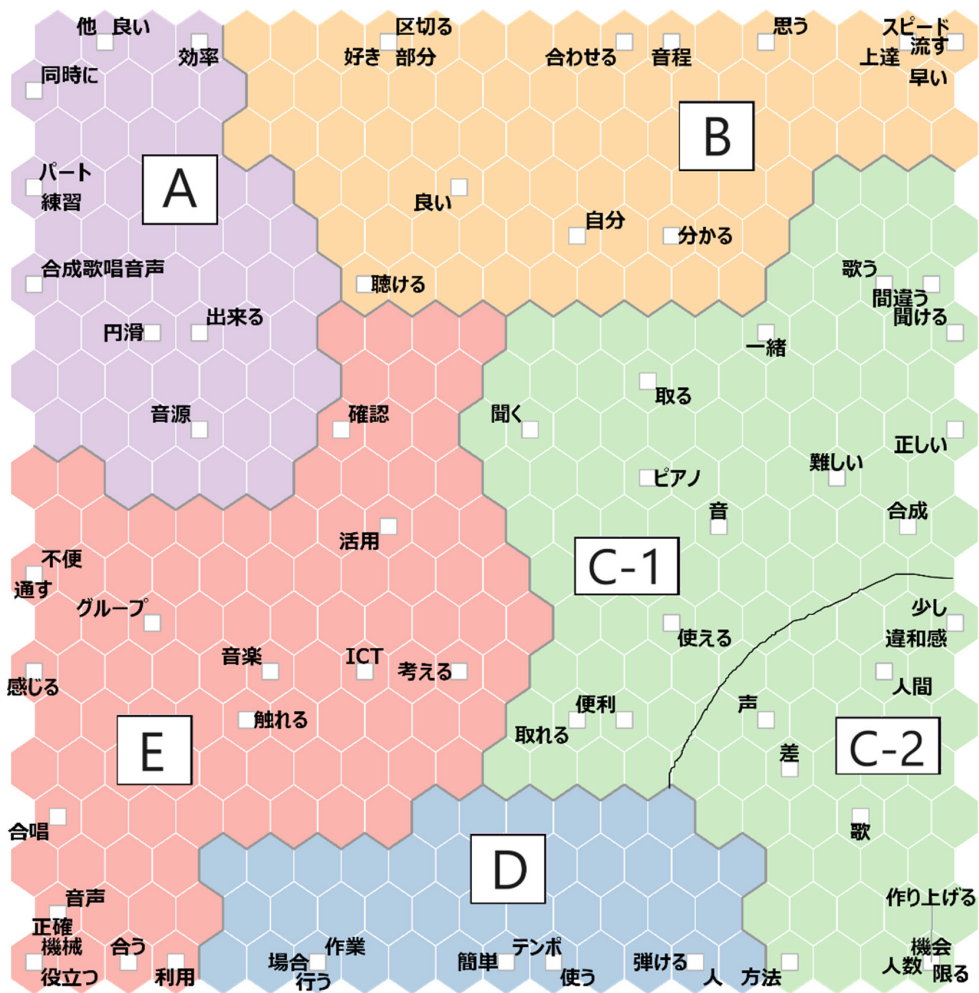 他 良い
効率
同時に
区切る
好き 部分
合わせる 音程
思う
スピード
流す
上達
早い
A
B
パート
練習
良い
自分
分かる
合成歌唱音声
聴ける
歌う
間違う
聞ける
円滑
出来る
一緒
取る
音源
確認
聞く
正しい
ピアノ
難しい
音
合成
活用
C-1
不便
通す
グループ
少し
違和感
使える
音楽
ICT
考える
感じる
人間
触れる
便利
取れる
声
E
C-2
差
合唱
歌
D
音声
正確
作り上げる
機械
役立つ
合う
利用
場合
作業
行う
簡単
テンポ
使う
弾ける
人
方法
機会
人数
限る